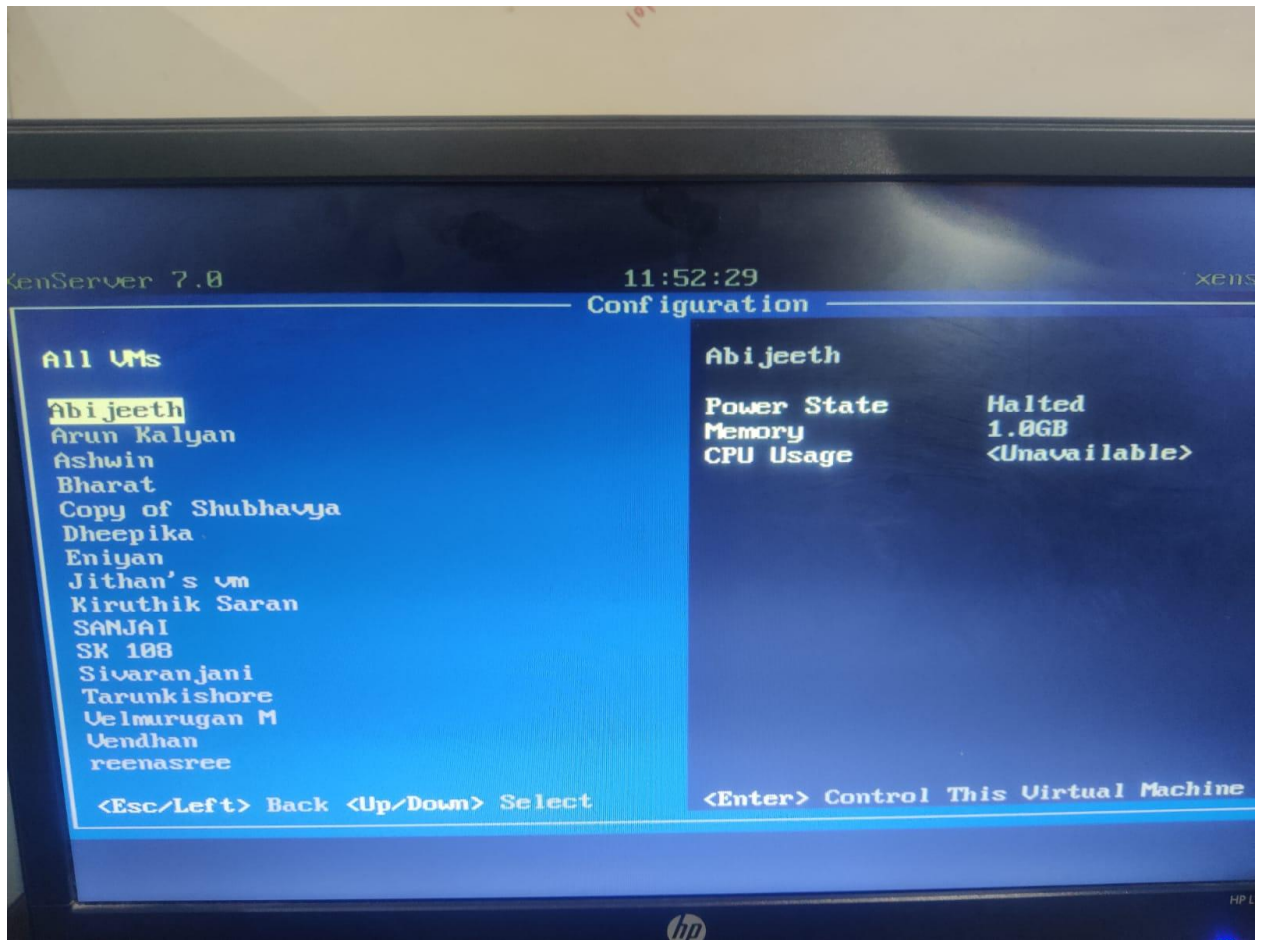 XenServer 7.0 11:52:29 xens
Configuration
All VMs
Abijeeth
Arun Kalyan
Ashwin
Bharat
Copy of Shubhavya
Dheepika
Eniyan
Jithan's vm
Kiruthik Saran
SANJAI
SK 108
Sivaranjani
Tarunkishore
Velmurugan M
Vendhan
reenasree
<Esc/Left> Back <Up/Down> Select
Abijeeth
Power State Halted
Memory 1.0GB
CPU Usage <Unavailable>
<Enter> Control This Virtual Machine
hp
HP L